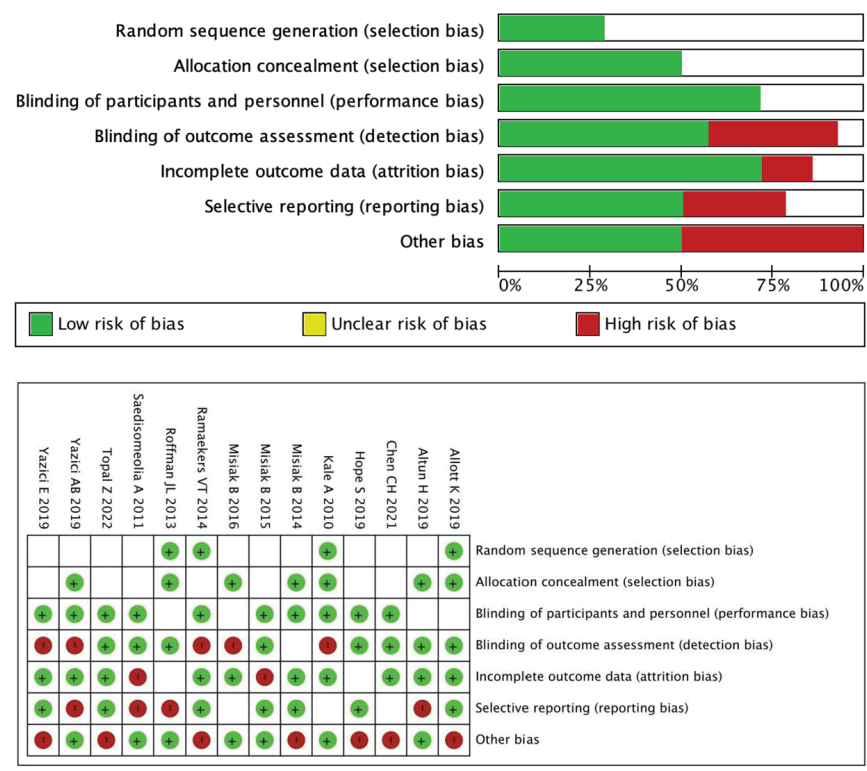 Random sequence generation (selection bias)
Allocation concealment (selection bias)
Blinding of participants and personnel (performance bias)
Blinding of outcome assessment (detection bias)
Incomplete outcome data (attrition bias)
Selective reporting (reporting bias)
Other bias
0% 25% 50% 75% 100%
Low risk of bias Unclear risk of bias High risk of bias
Yazici E 2019
Yazici AB 2019
Topal Z 2022
Saedisomeolia A 2011
Roffman JL 2013
Ramaekers VT 2014
Misiak B 2016
Misiak B 2015
Misiak B 2014
Kale A 2010
Hope S 2019
Chen CH 2021
Altun H 2019
Allott K 2019
+ + + + Random sequence generation (selection bias)
+ + + + + + + Allocation concealment (selection bias)
+ + + + + + + + + + Blinding of participants and personnel (performance bias)
- - + + + - - + - + + + + Blinding of outcome assessment (detection bias)
+ + + - + + - + + + + + Incomplete outcome data (attrition bias)
+ - + - - + + + + - + Selective reporting (reporting bias)
- + - + + - + + - + - - + - Other bias